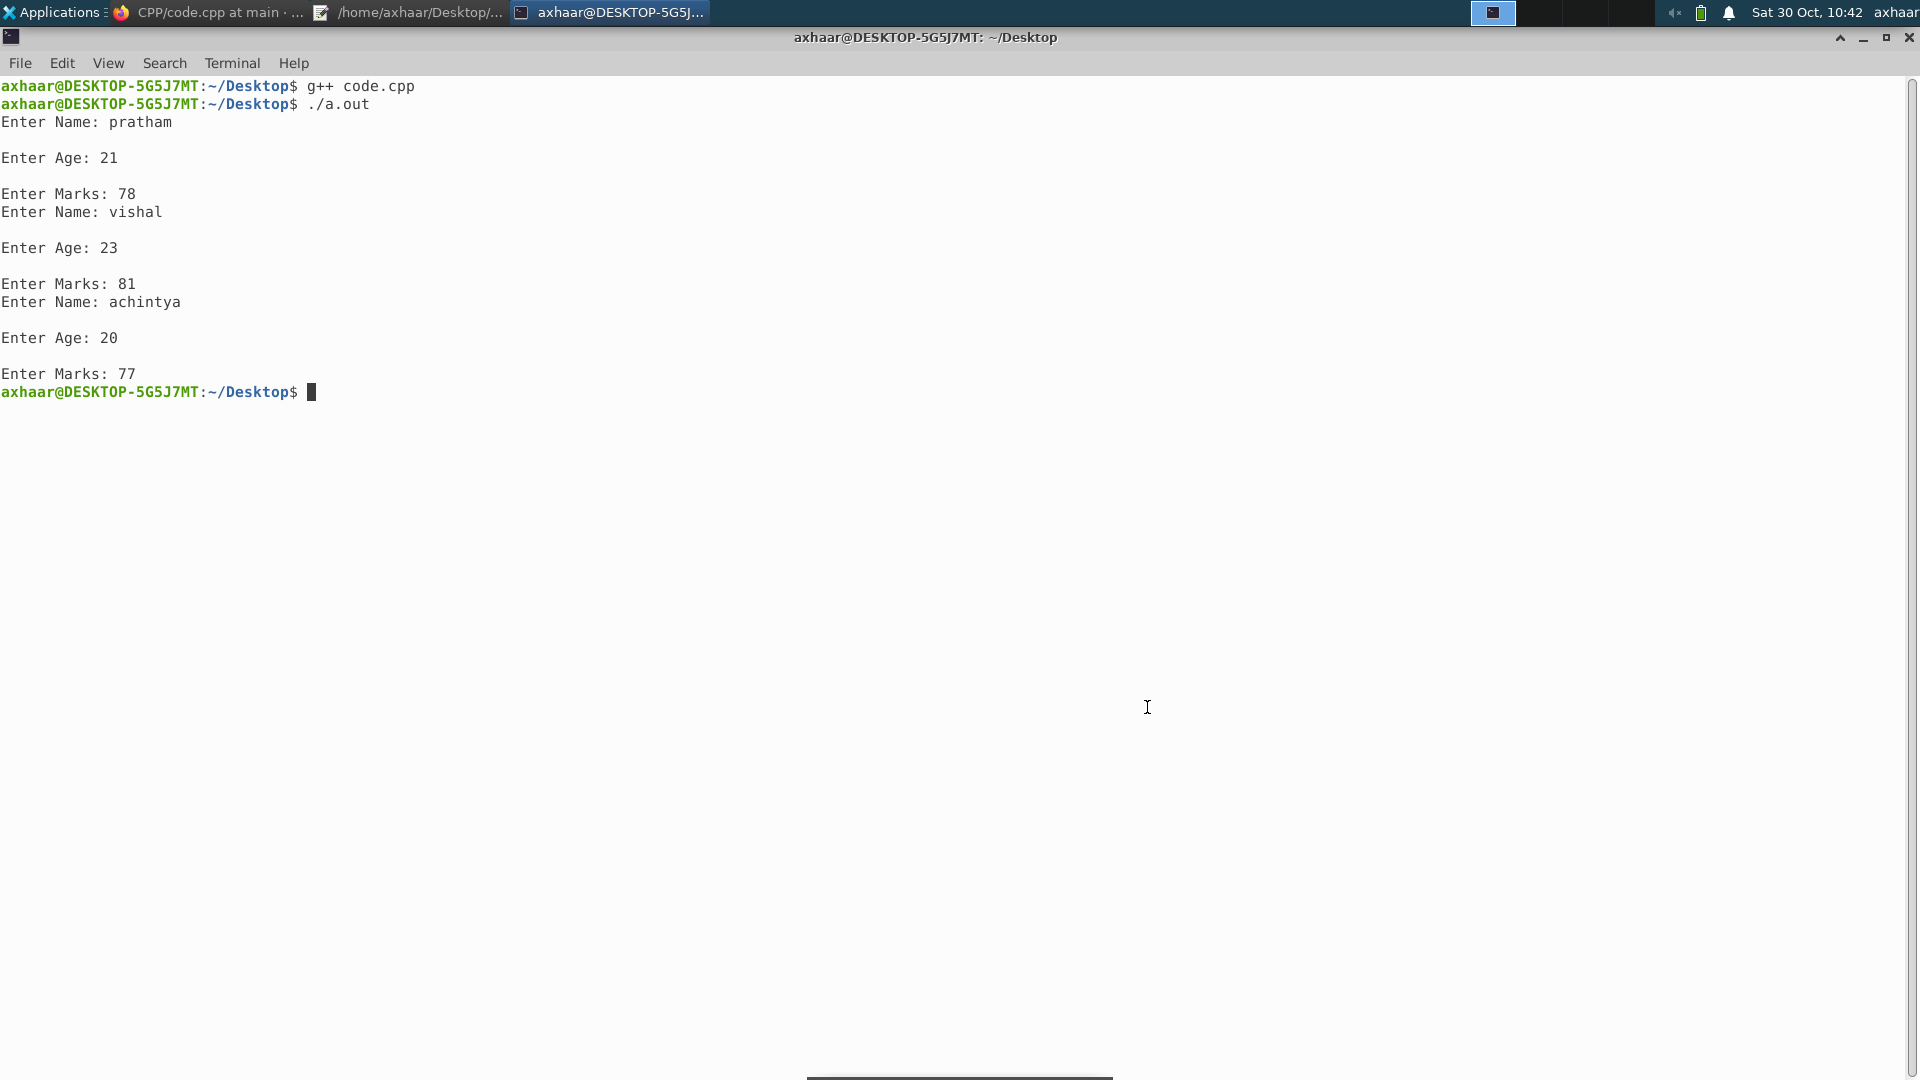 Applications CPP/code.cpp at main · ... /home/axhaar/Desktop/... axhaar@DESKTOP-5G5J... Sat 30 Oct, 10:42 axhaar
axhaar@DESKTOP-5G5J7MT: ~/Desktop
File Edit View Search Terminal Help
axhaar@DESKTOP-5G5J7MT:~/Desktop$ g++ code.cpp
axhaar@DESKTOP-5G5J7MT:~/Desktop$ ./a.out
Enter Name: pratham
Enter Age: 21
Enter Marks: 78
Enter Name: vishal
Enter Age: 23
Enter Marks: 81
Enter Name: achintya
Enter Age: 20
Enter Marks: 77
axhaar@DESKTOP-5G5J7MT:~/Desktop$